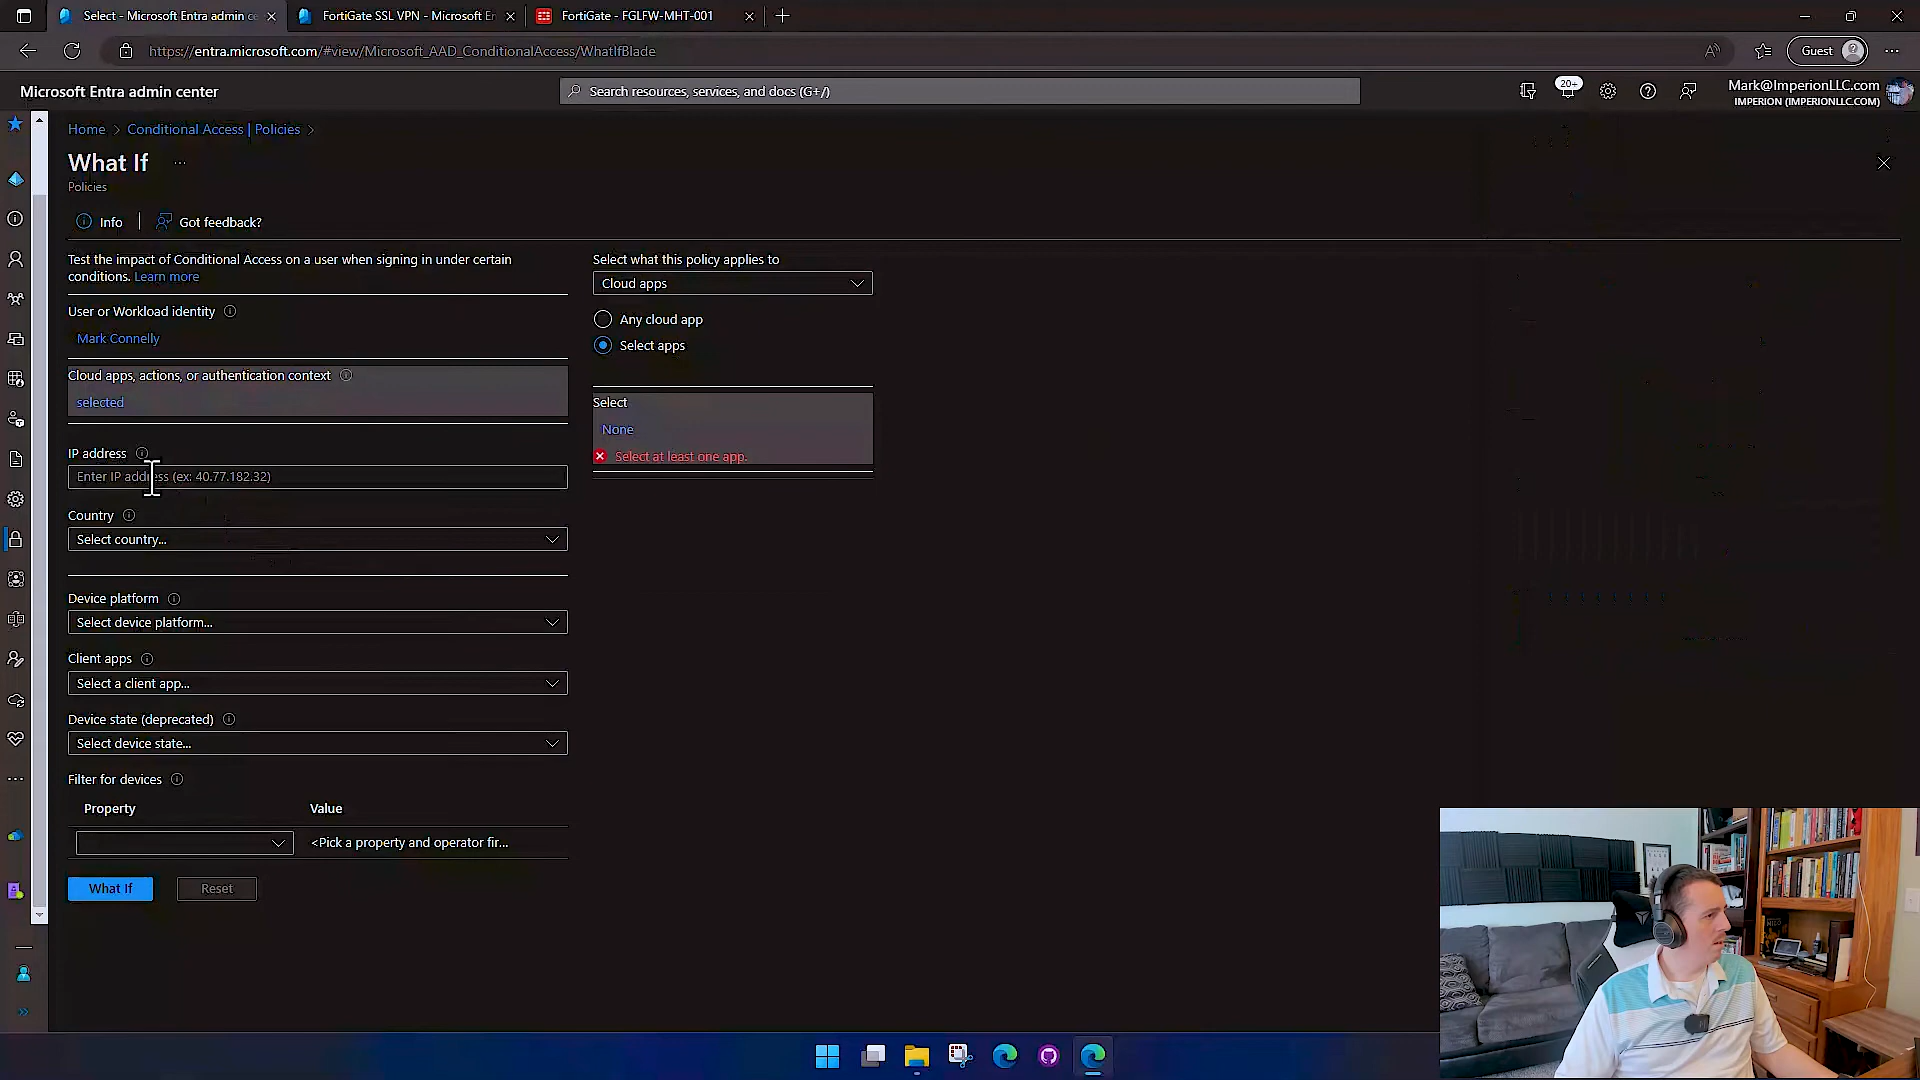 Select - Microsoft Entra admin ce
FortiGate SSL VPN - Microsoft Er
FortiGate - FGLFW-MHT-001
https://entra.microsoft.com/#view/Microsoft_AAD_ConditionalAccess/WhatIfBlade
Guest
Microsoft Entra admin center
Search resources, services, and docs (G+/)
20+
Mark@ImperionLLC.com
IMPERION (IMPERIONLLC.COM)
Home > Conditional Access | Policies >
What If
Policies
Info
Got feedback?
Test the impact of Conditional Access on a user when signing in under certain
conditions. Learn more
User or Workload identity
Mark Connelly
Cloud apps, actions, or authentication context
selected
IP address
Enter IP address (ex: 40.77.182.32)
Country
Select country...
Device platform
Select device platform...
Client apps
Select a client app...
Device state (deprecated)
Select device state...
Filter for devices
Property
Value
<Pick a property and operator fir...
What If
Reset
Select what this policy applies to
Cloud apps
Any cloud app
Select apps
Select
None
Select at least one app.